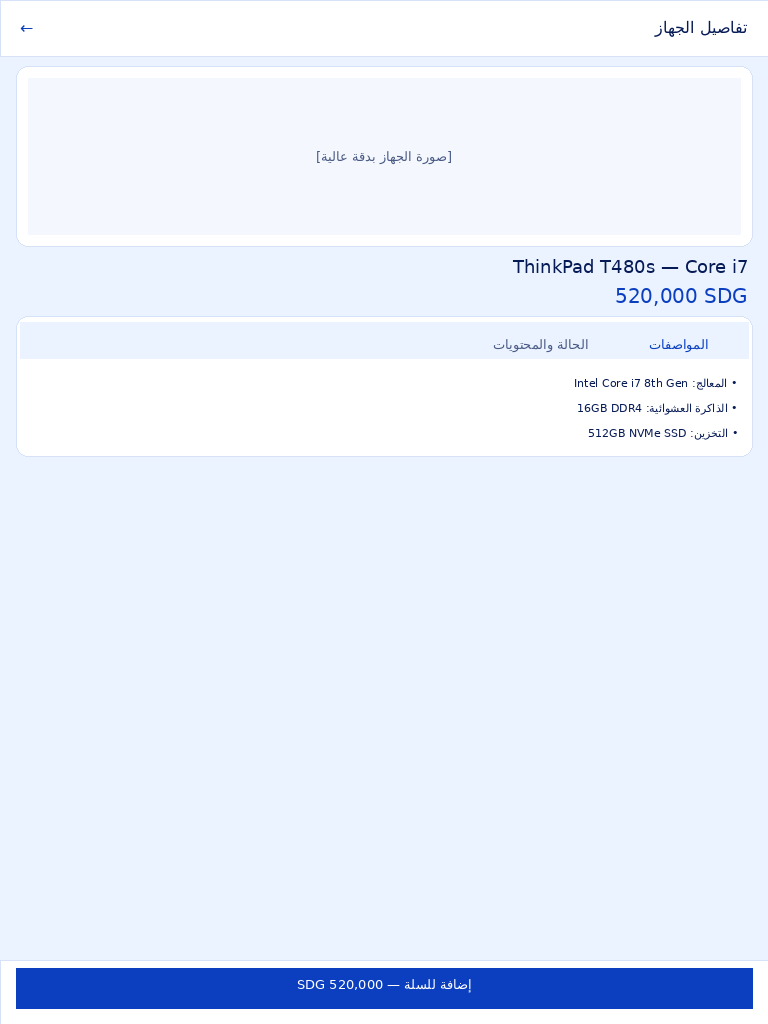 تفاصيل الجهاز ←
[صورة الجهاز بدقة عالية]
ThinkPad T480s — Core i7
520,000 SDG
المواصفات الحالة والمحتويات
• المعالج: Intel Core i7 8th Gen
• الذاكرة العشوائية: 16GB DDR4
• التخزين: 512GB NVMe SSD
إضافة للسلة — 520,000 SDG